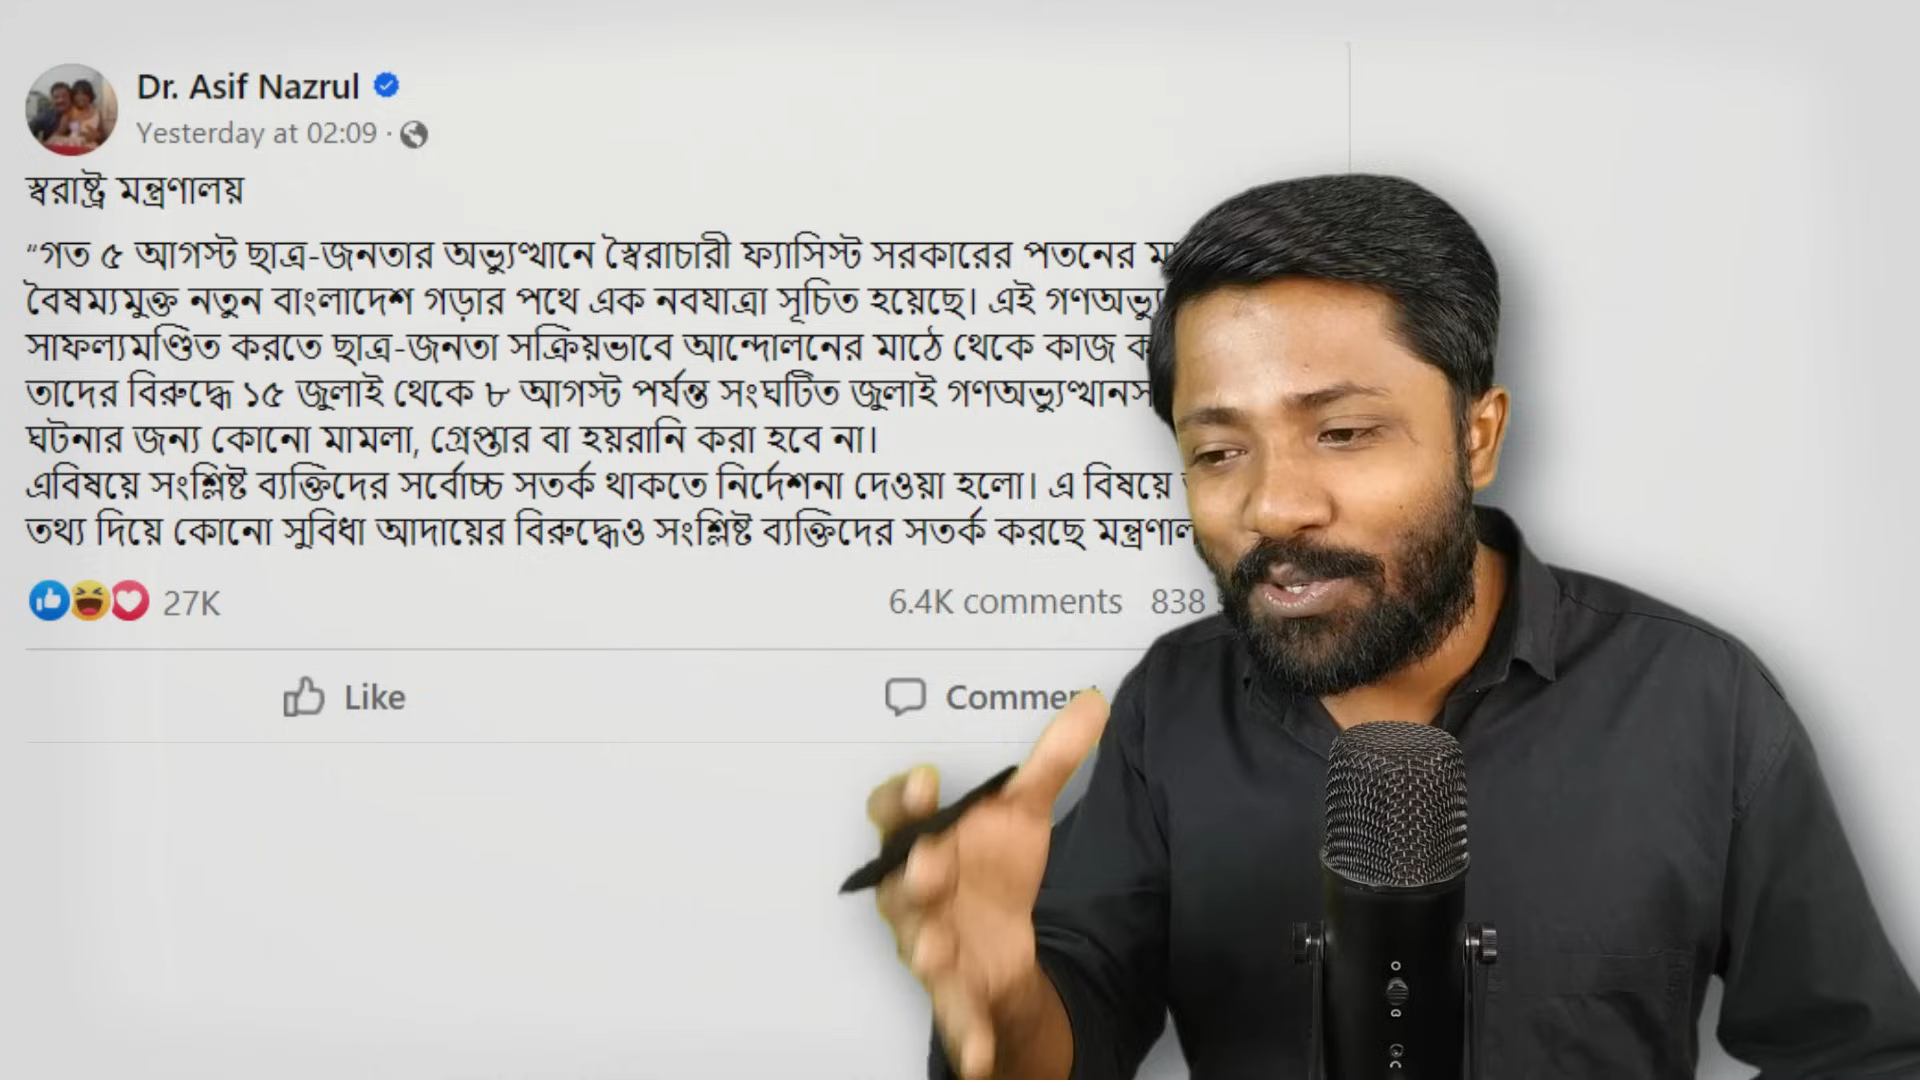 Dr. Asif Nazrul
Yesterday at 02:09 ·
স্বরাষ্ট্র মন্ত্রণালয়
“গত ৫ আগস্ট ছাত্র-জনতার অভ্যুত্থানে স্বৈরাচারী ফ্যাসিস্ট সরকারের পতনের
বৈষম্যমুক্ত নতুন বাংলাদেশ গড়ার পথে এক নবযাত্রা সূচিত হয়েছে। এই
সাফল্যমণ্ডিত করতে ছাত্র-জনতা সক্রিয়ভাবে আন্দোলনের মাঠে থেকে কাজ
তাদের বিরুদ্ধে ১৫ জুলাই থেকে ৮ আগস্ট পর্যন্ত সংঘটিত জুলাই
ঘটনার জন্য কোনো মামলা, গ্রেপ্তার বা হয়রানি করা হবে না।
এবিষয়ে সংশ্লিষ্ট ব্যক্তিদের সর্বোচ্চ সতর্ক থাকতে নির্দেশনা দেওয়া হলো। এ বিষয়ে
তথ্য দিয়ে কোনো সুবিধা আদায়ের বিরুদ্ধেও সংশ্লিষ্ট ব্যক্তিদের সতর্ক করছে
27K
6.4K comments 838
Like
Comment